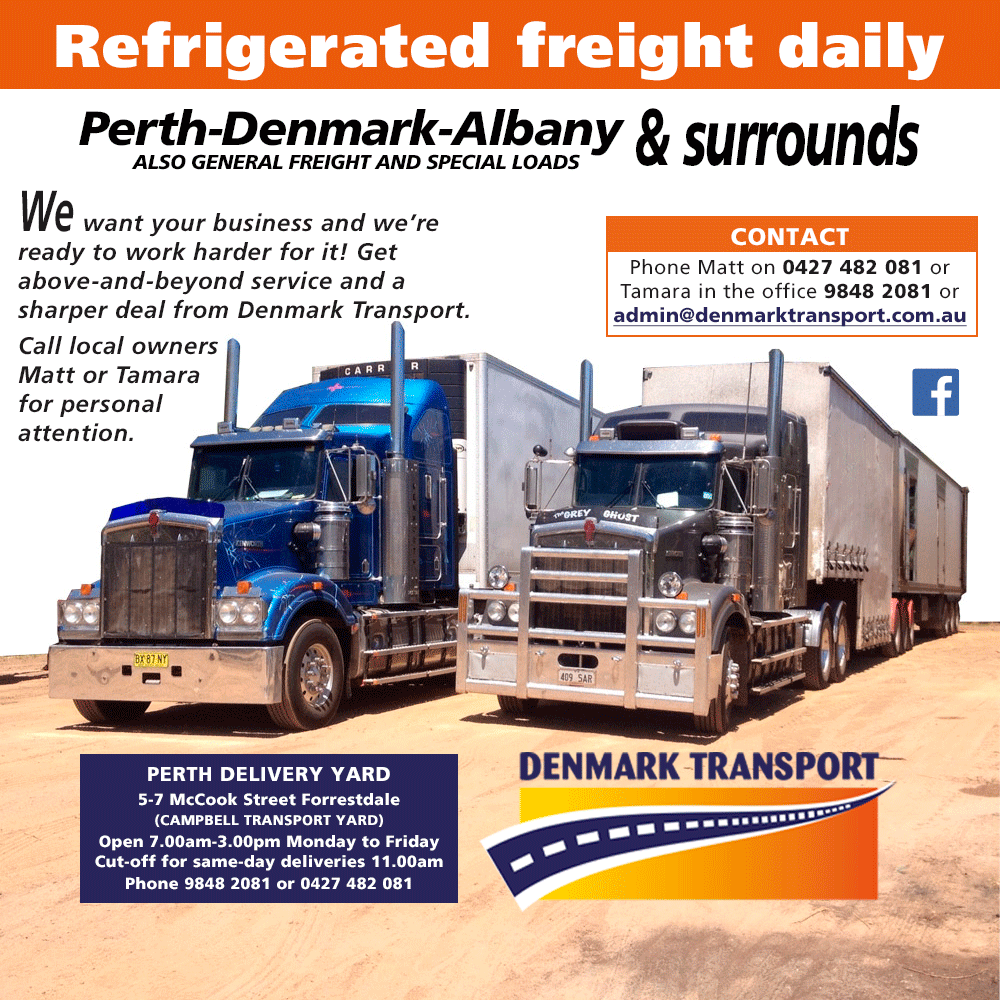 Refrigerated freight daily
Perth-Denmark-Albany & surrounds
ALSO GENERAL FREIGHT AND SPECIAL LOADS
We want your business and we’re
ready to work harder for it! Get
above-and-beyond service and a
sharper deal from Denmark Transport.
Call local owners
Matt or Tamara
for personal
attention.
CONTACT
Phone Matt on 0427 482 081 or
Tamara in the office 9848 2081 or
admin@denmarktransport.com.au
f
CARR R
THE GREY GHOST
KENWORTH
BX 87 NY
409 5AR
PERTH DELIVERY YARD
5-7 McCook Street Forrestdale
(CAMPBELL TRANSPORT YARD)
Open 7.00am-3.00pm Monday to Friday
Cut-off for same-day deliveries 11.00am
Phone 9848 2081 or 0427 482 081
DENMARK TRANSPORT